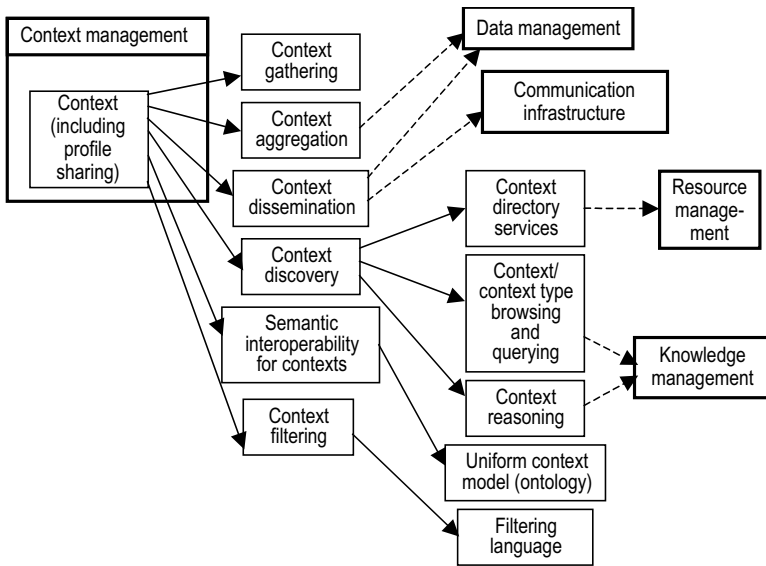 Context management
Context
(including
profile
sharing)
Context
gathering
Context
aggregation
Context
dissemination
Context
discovery
Semantic
interoperability
for contexts
Context
filtering
Data management
Communication
infrastructure
Context
directory
services
Context/
context type
browsing
and
querying
Context
reasoning
Uniform context
model (ontology)
Filtering
language
Resource
manage-
ment
Knowledge
management